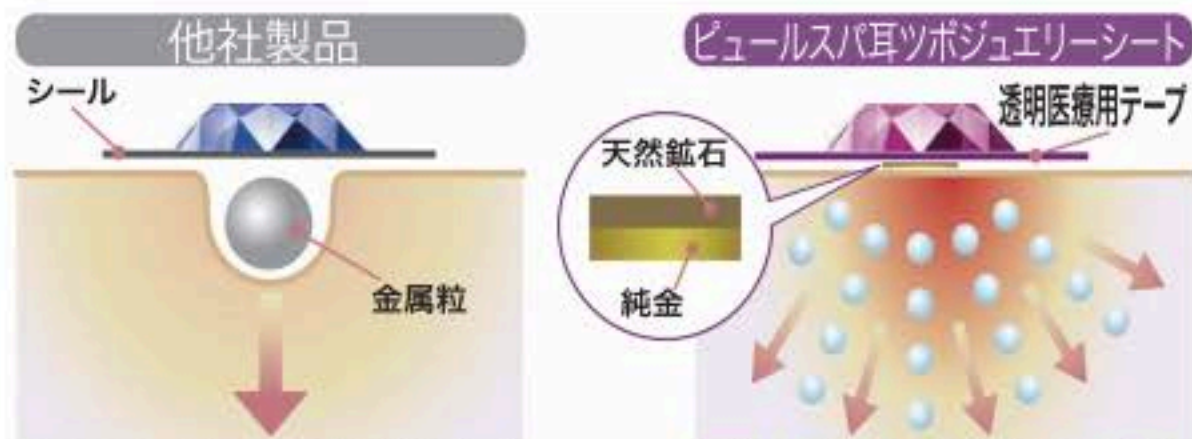 他社製品
シール
金属粒
ピュールスパ耳ツボジュエリーシート
透明医療用テープ
天然鉱石
純金